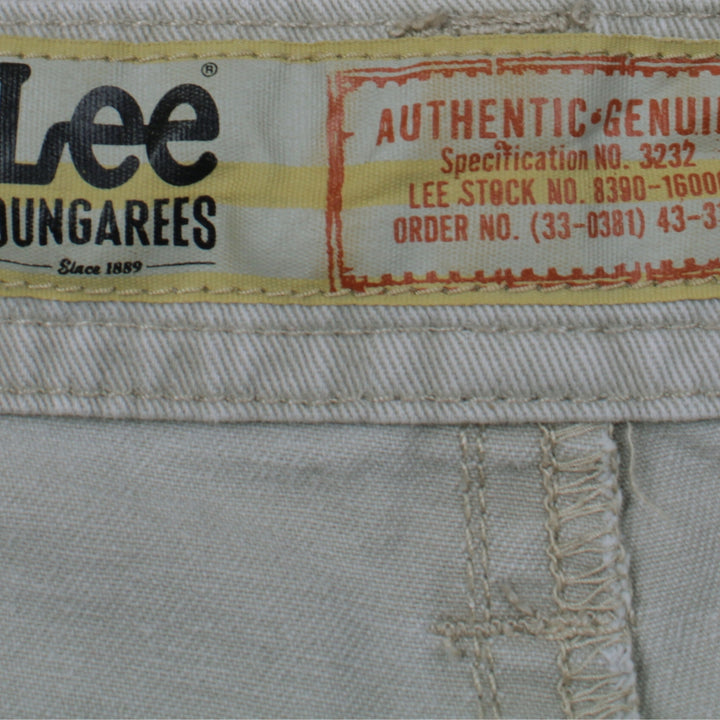 Lee®
DUNGAREES
Since 1889
AUTHENTIC•GENUI
Specification NO. 3232
LEE STOCK NO. 8390-1600
ORDER NO. (33-0381) 43-3